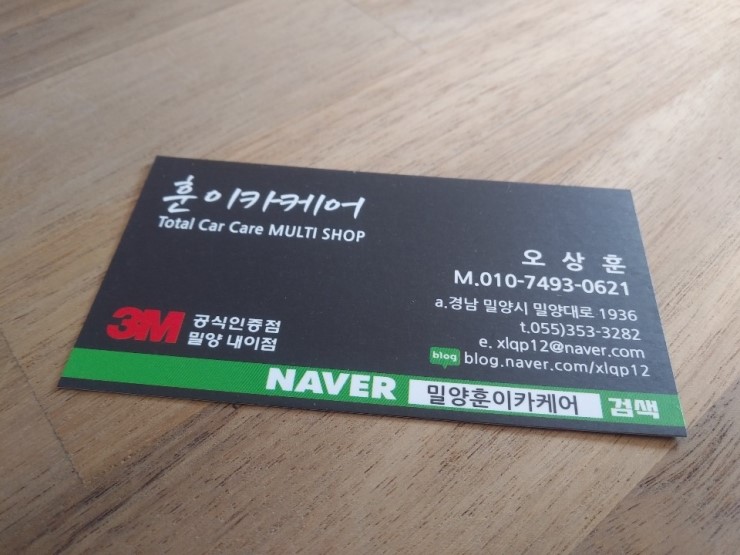 훈이카케어
Total Car Care MULTI SHOP
오 상 훈
M.010-7493-0621
a.경남 밀양시 밀양대로 1936
t.055)353-3282
e. xlqp12@naver.com
blog blog.naver.com/xlqp12
3M 공식인증점
밀양 내이점
NAVER 밀양훈이카케어 검색